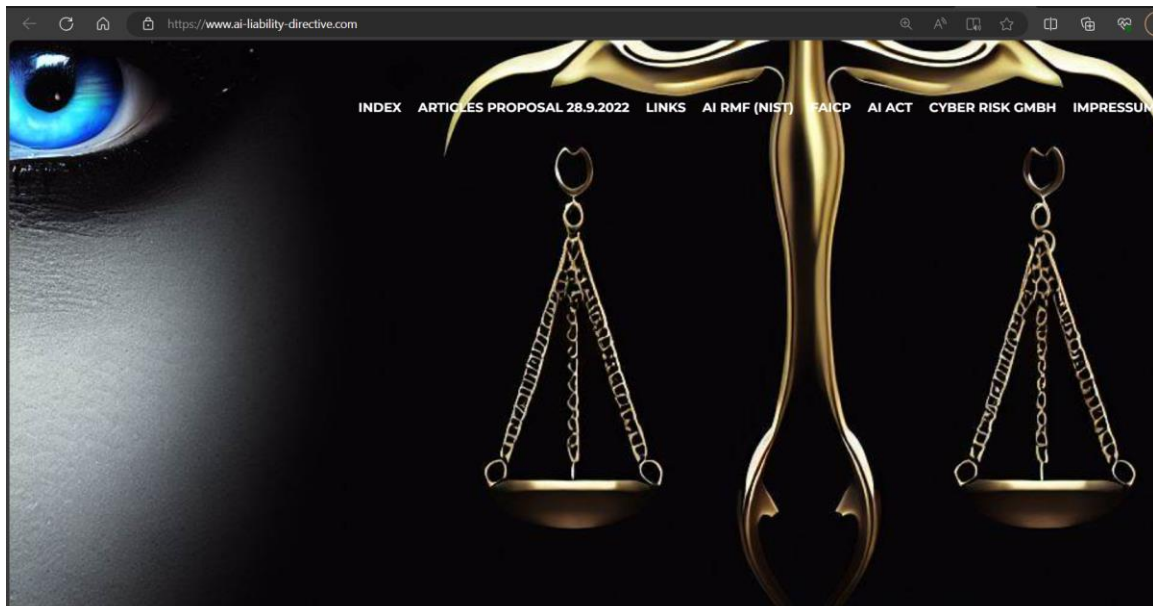 https://www.ai-liability-directive.com
INDEX ARTICLES PROPOSAL 28.9.2022 LINKS AI RMF (NIST) FAICP AI ACT CYBER RISK GMBH IMPRESSUM